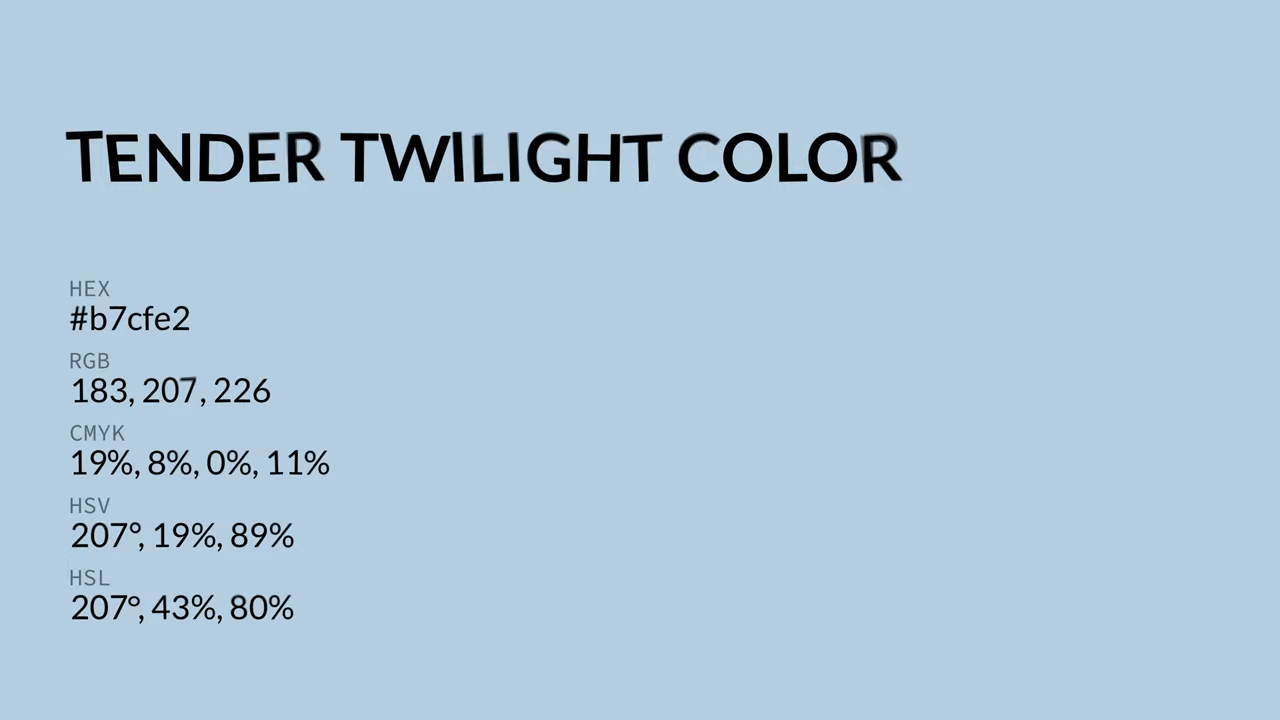 TENDER TWILIGHT COLOR
HEX
#b7cfe2
RGB
183, 207, 226
CMYK
19%, 8%, 0%, 11%
HSV
207°, 19%, 89%
HSL
207°, 43%, 80%